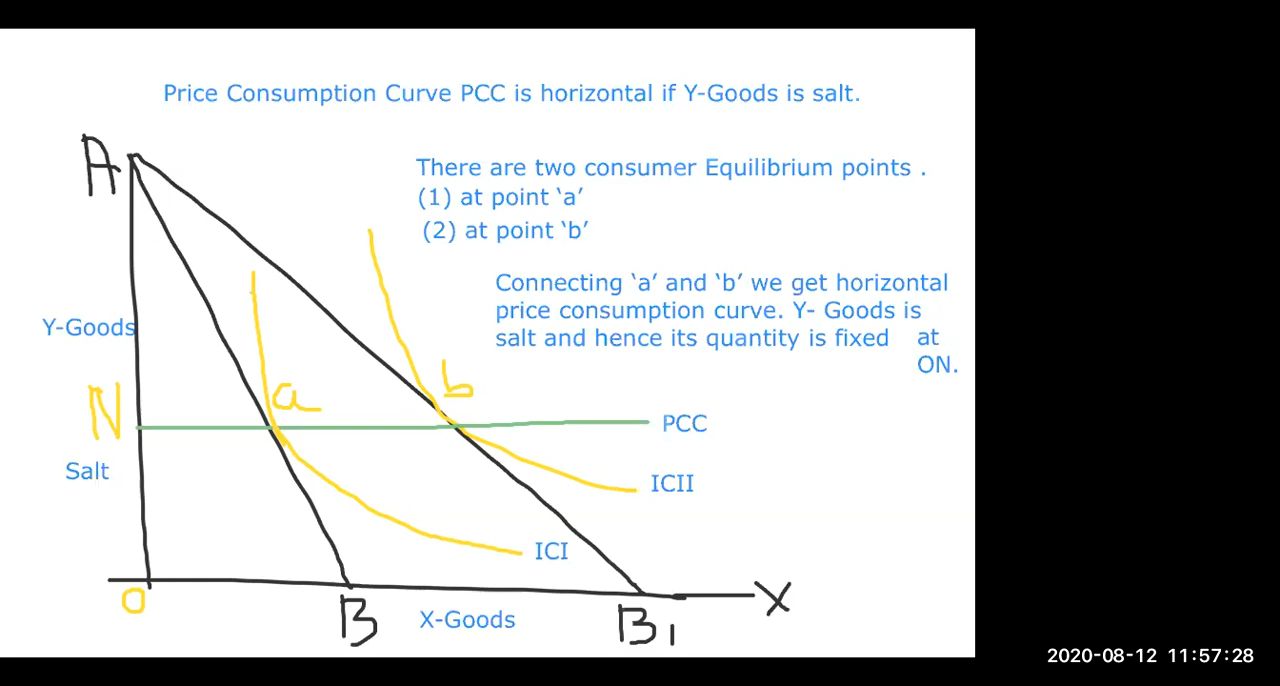 Price Consumption Curve PCC is horizontal if Y-Goods is salt.
A
There are two consumer Equilibrium points .
(1) at point ‘a’
(2) at point ‘b’
Connecting ‘a’ and ‘b’ we get horizontal
price consumption curve. Y- Goods is
salt and hence its quantity is fixed at
ON.
Y-Goods
b
a
N
PCC
Salt
ICII
ICI
O
B
X-Goods
B1
X
2020-08-12 11:57:28